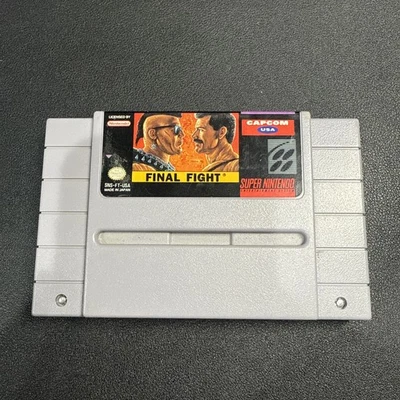 LICENSED BY
Nintendo
CAPCOM
USA
FINAL FIGHT®
SNS-FT-USA
MADE IN JAPAN
SUPER NINTENDO